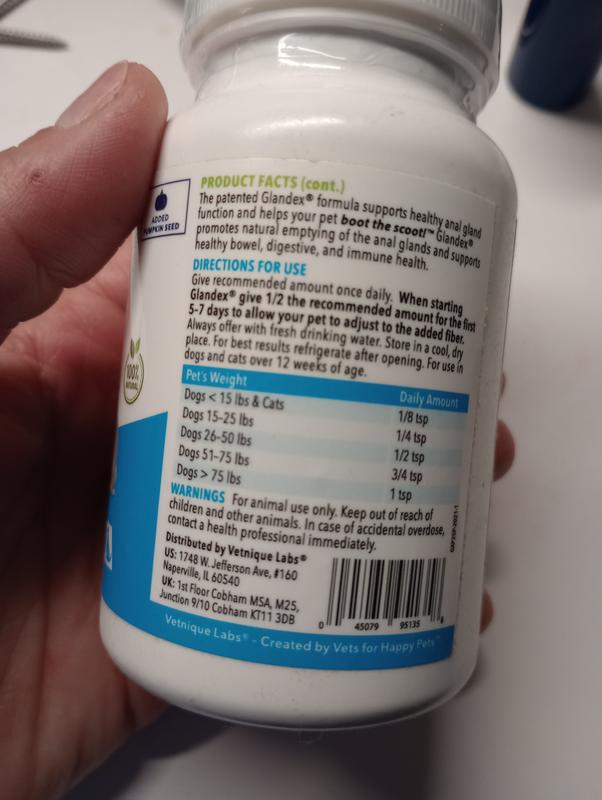 PRODUCT FACTS (cont.)
The patented Glandex® formula supports healthy anal gland
function and helps your pet boot the scoot!™ Glandex®
promotes natural emptying of the anal glands and supports
healthy bowel, digestive, and immune health.
DIRECTIONS FOR USE
Give recommended amount once daily. When starting
Glandex® give 1/2 the recommended amount for the first
5-7 days to allow your pet to adjust to the added fiber.
Always offer with fresh drinking water. Store in a cool, dry
place. For best results refrigerate after opening. For use in
dogs and cats over 12 weeks of age.
Pet's Weight Daily Amount
Dogs < 15 lbs & Cats 1/8 tsp
Dogs 15-25 lbs 1/4 tsp
Dogs 26-50 lbs 1/2 tsp
Dogs 51-75 lbs 3/4 tsp
Dogs > 75 lbs 1 tsp
WARNINGS For animal use only. Keep out of reach of
children and other animals. In case of accidental overdose,
contact a health professional immediately.
Distributed by Vetnique Labs®
US: 1748 W. Jefferson Ave, #160
Naperville, IL 60540
UK: 1st Floor Cobham MSA, M25,
Junction 9/10 Cobham KT11 3DB
0 45079 95135 8
Vetnique Labs® - Created by Vets for Happy Pets™
ADDED
PUMPKIN SEED
100%
NATURAL